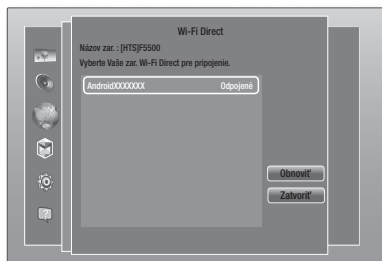 Wi-Fi Direct
Názov zar. : [HTS]F5500
Vyberte Vaše zar. Wi-Fi Direct pre pripojenie.
AndroidXXXXXXX Odpojené
Obnoviť
Zatvoriť